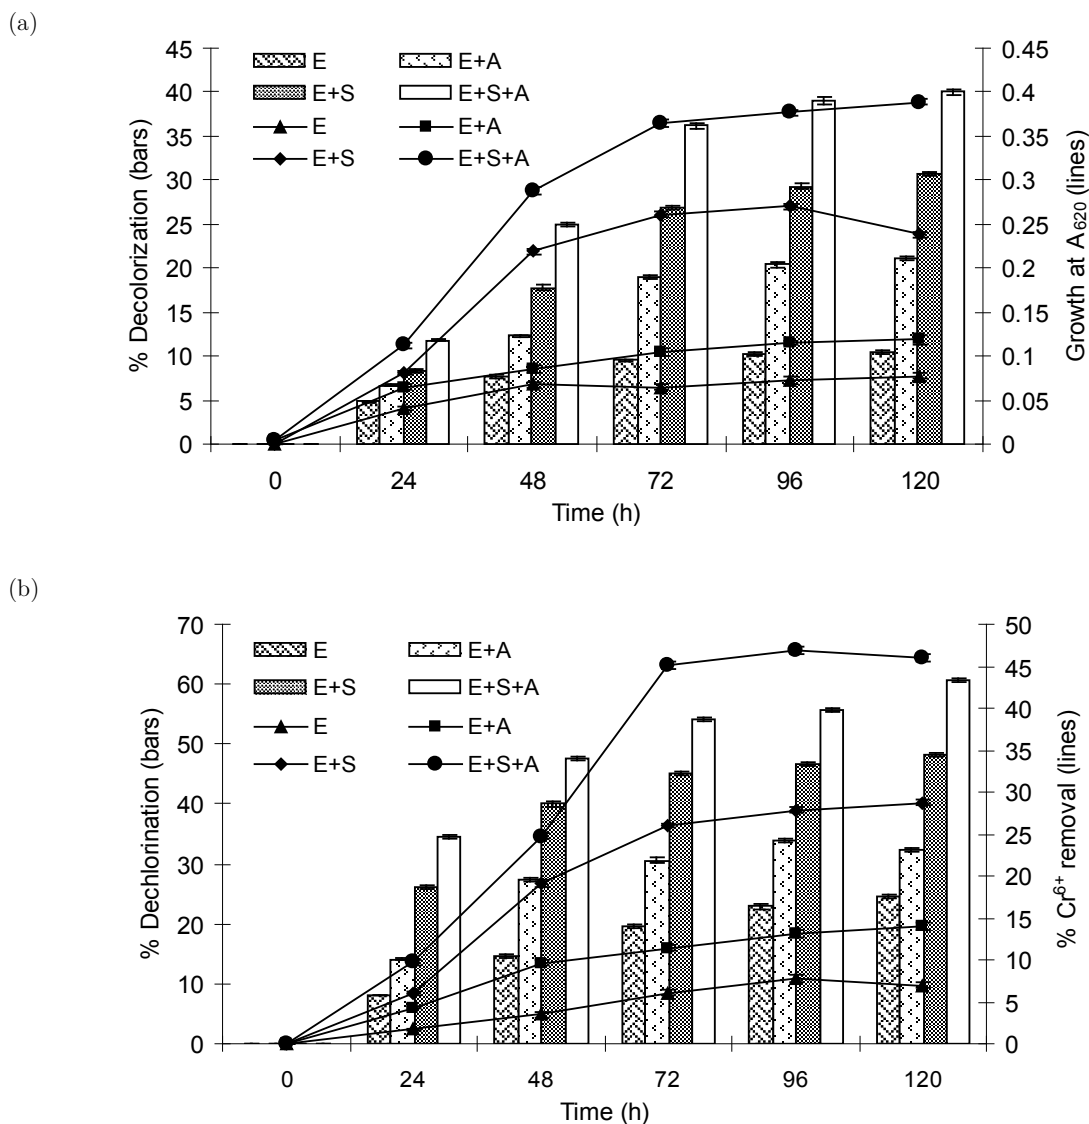 (a)
% Decolorization (bars)
45
40
35
30
25
20
15
10
5
0
E
E+A
E+S
E+S+A
E
E+A
E+S
E+S+A
0.45
0.4
0.35
0.3
0.25
0.2
0.15
0.1
0.05
0
Growth at A620 (lines)
0 24 48 72 96 120
Time (h)
(b)
% Dechlorination (bars)
70
60
50
40
30
20
10
0
E
E+A
E+S
E+S+A
E
E+A
E+S
E+S+A
50
45
40
35
30
25
20
15
10
5
0
% Cr6+ removal (lines)
0 24 48 72 96 120
Time (h)